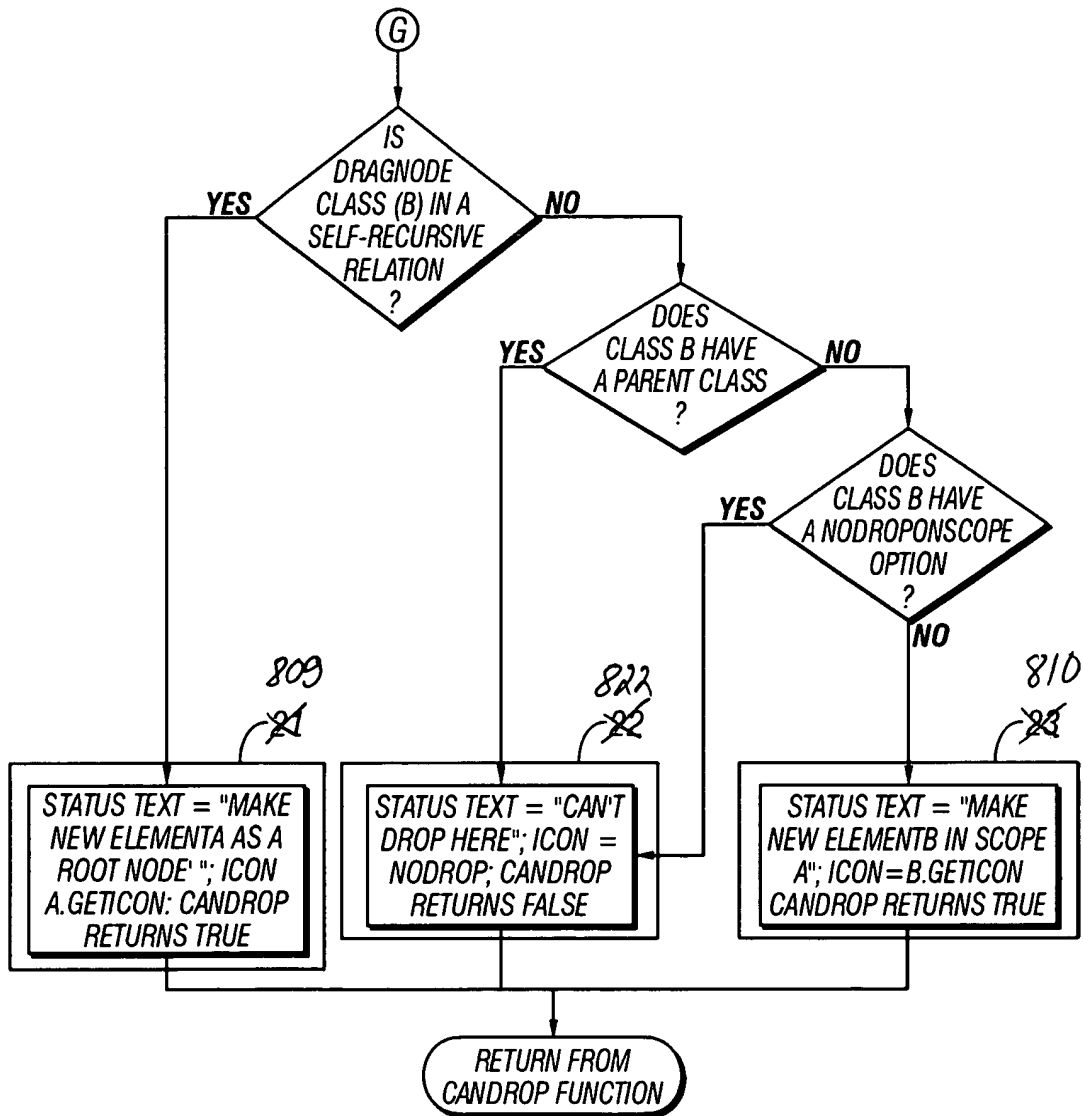 G
IS
DRAGNODE
CLASS (B) IN A
SELF-RECURSIVE
RELATION
?
YES
NO
DOES
CLASS B HAVE
A PARENT CLASS
?
YES
NO
DOES
CLASS B HAVE
A NODROPONSCOPE
OPTION
?
YES
NO
809
21
822
22
810
23
STATUS TEXT = "MAKE
NEW ELEMENTA AS A
ROOT NODE' "; ICON
A.GETICON: CANDROP
RETURNS TRUE
STATUS TEXT = "CAN'T
DROP HERE"; ICON =
NODROP; CANDROP
RETURNS FALSE
STATUS TEXT = "MAKE
NEW ELEMENTB IN SCOPE
A"; ICON=B.GETICON
CANDROP RETURNS TRUE
RETURN FROM
CANDROP FUNCTION